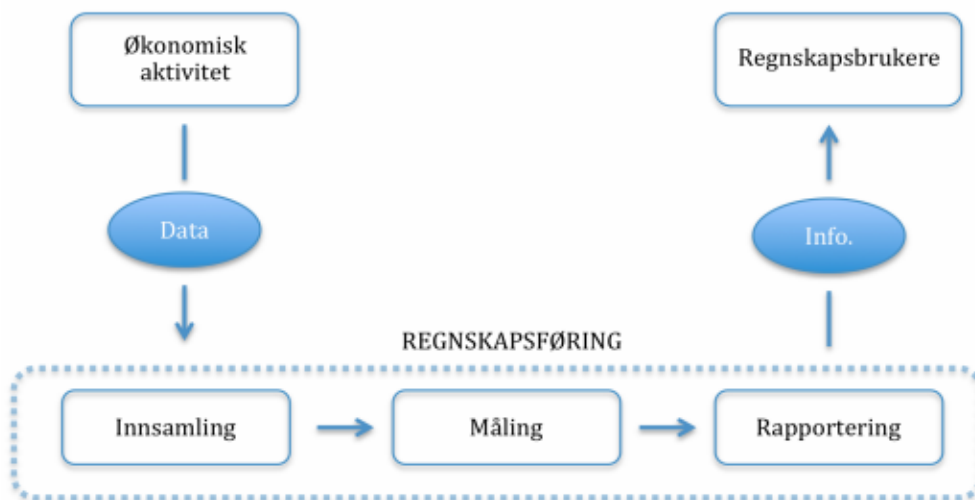 Økonomisk
aktivitet
Regnskapsbrukere
Data
Info.
REGNSKAPSFØRING
Innsamling
Måling
Rapportering